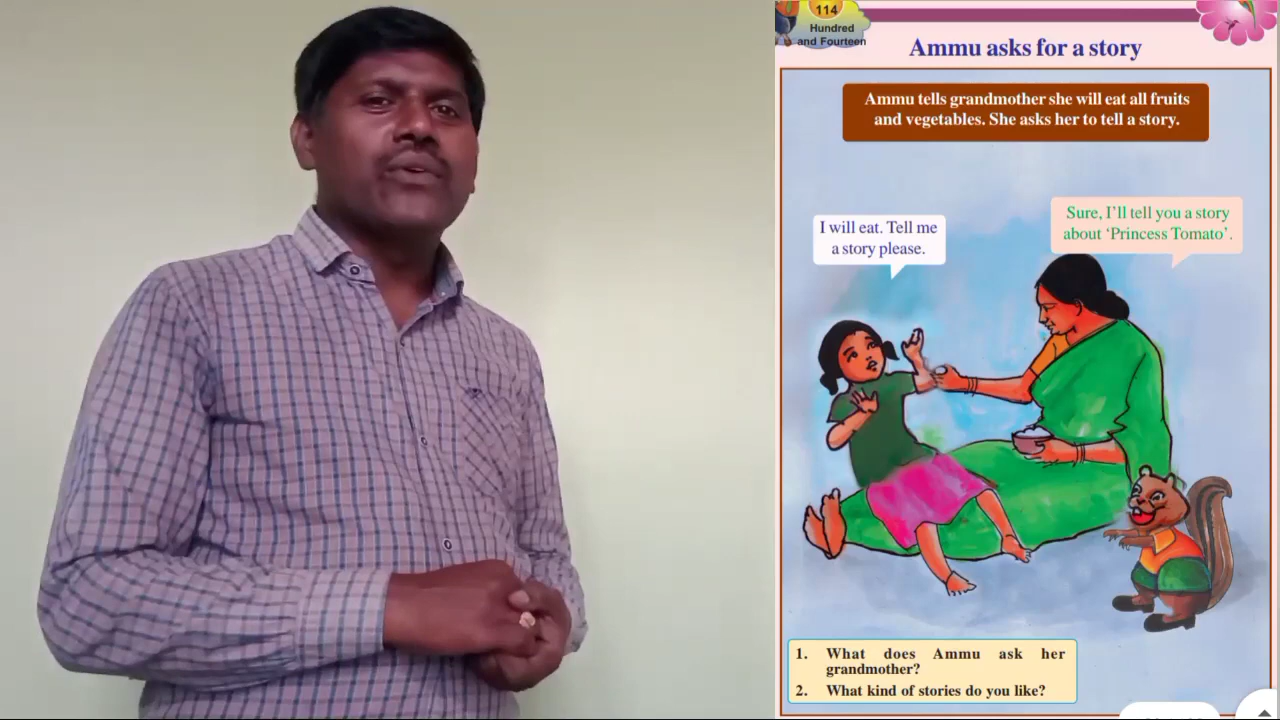 114
Hundred
and Fourteen
Ammu asks for a story
Ammu tells grandmother she will eat all fruits
and vegetables. She asks her to tell a story.
I will eat. Tell me
a story please.
Sure, I'll tell you a story
about ‘Princess Tomato’.
1. What does Ammu ask her
grandmother?
2. What kind of stories do you like?